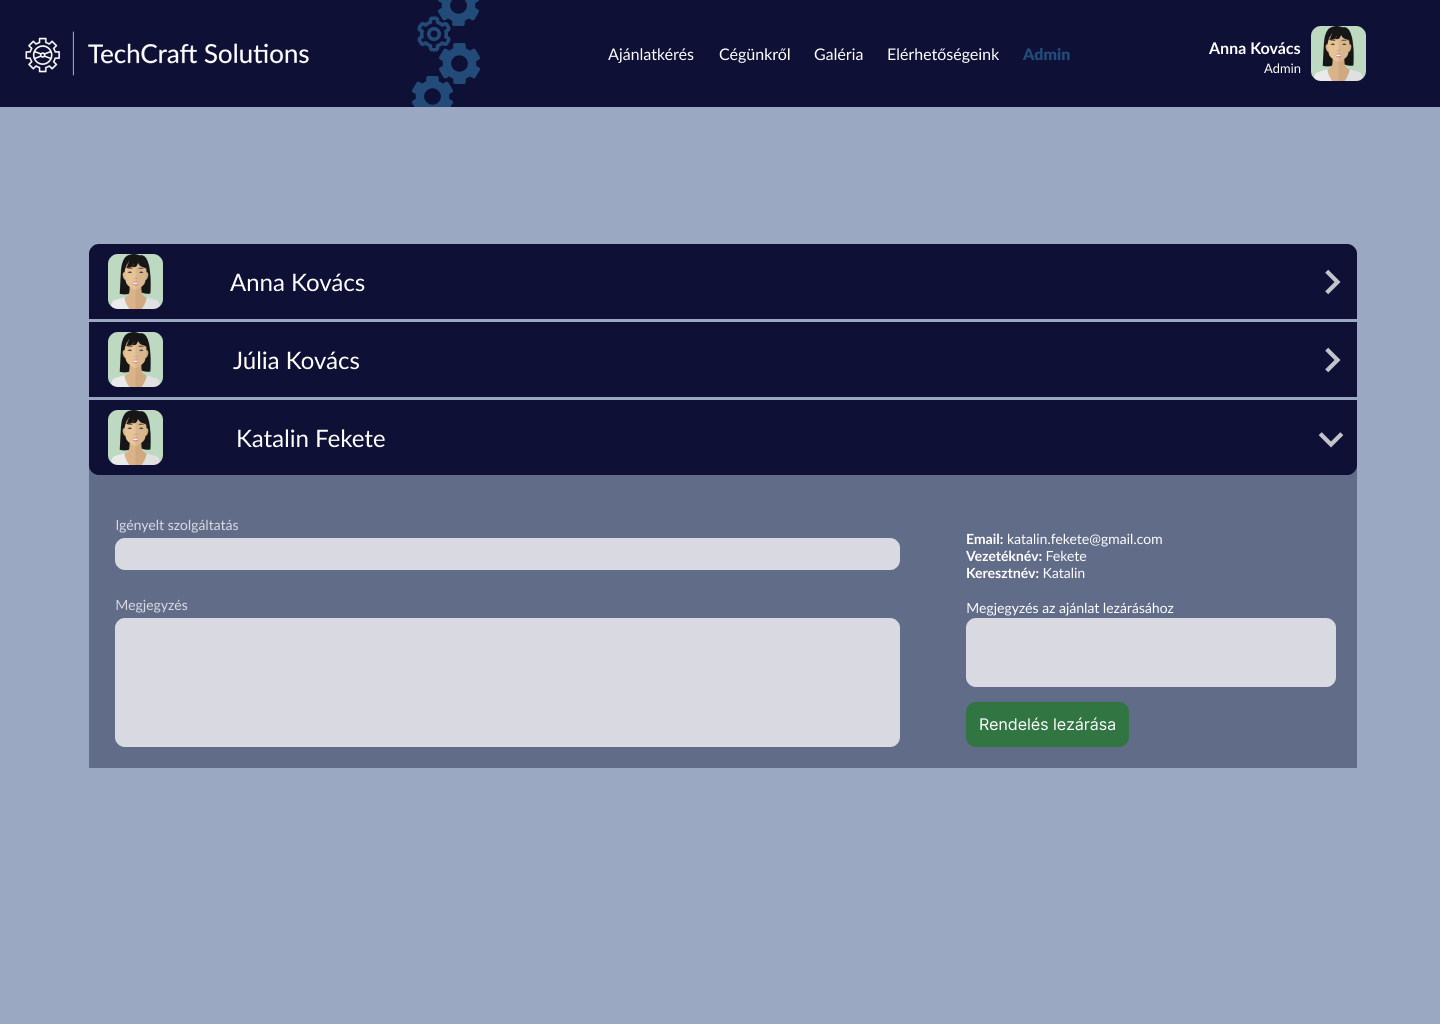 TechCraft Solutions
Ajánlatkérés
Cégünkről
Galéria
Elérhetőségeink
Admin
Anna Kovács
Admin
Anna Kovács
Júlia Kovács
Katalin Fekete
Igényelt szolgáltatás
Megjegyzés
Email: katalin.fekete@gmail.com
Vezetéknév: Fekete
Keresztnév: Katalin
Megjegyzés az ajánlat lezárásához
Rendelés lezárása